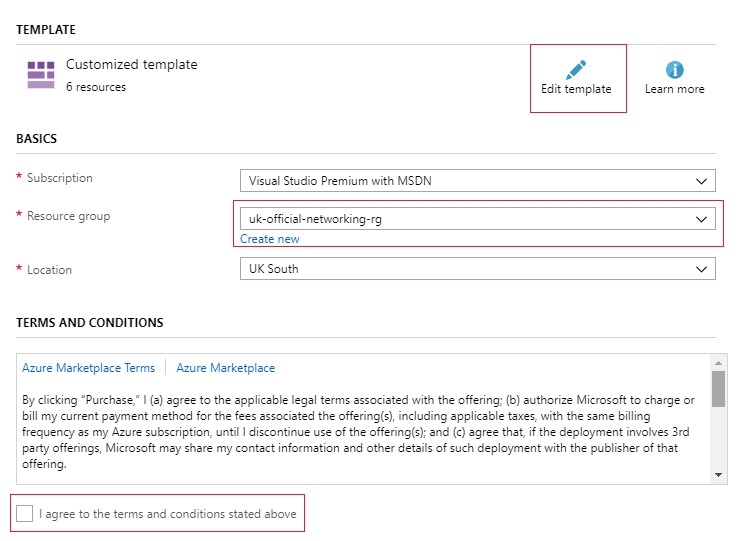 TEMPLATE
Customized template
6 resources
Edit template
Learn more
BASICS
* Subscription
Visual Studio Premium with MSDN
* Resource group
uk-official-networking-rg
Create new
* Location
UK South
TERMS AND CONDITIONS
Azure Marketplace Terms | Azure Marketplace
By clicking "Purchase," I (a) agree to the applicable legal terms associated with the offering; (b) authorize Microsoft to charge or
bill my current payment method for the fees associated the offering(s), including applicable taxes, with the same billing
frequency as my Azure subscription, until I discontinue use of the offering(s); and (c) agree that, if the deployment involves 3rd
party offerings, Microsoft may share my contact information and other details of such deployment with the publisher of that
offering.
I agree to the terms and conditions stated above